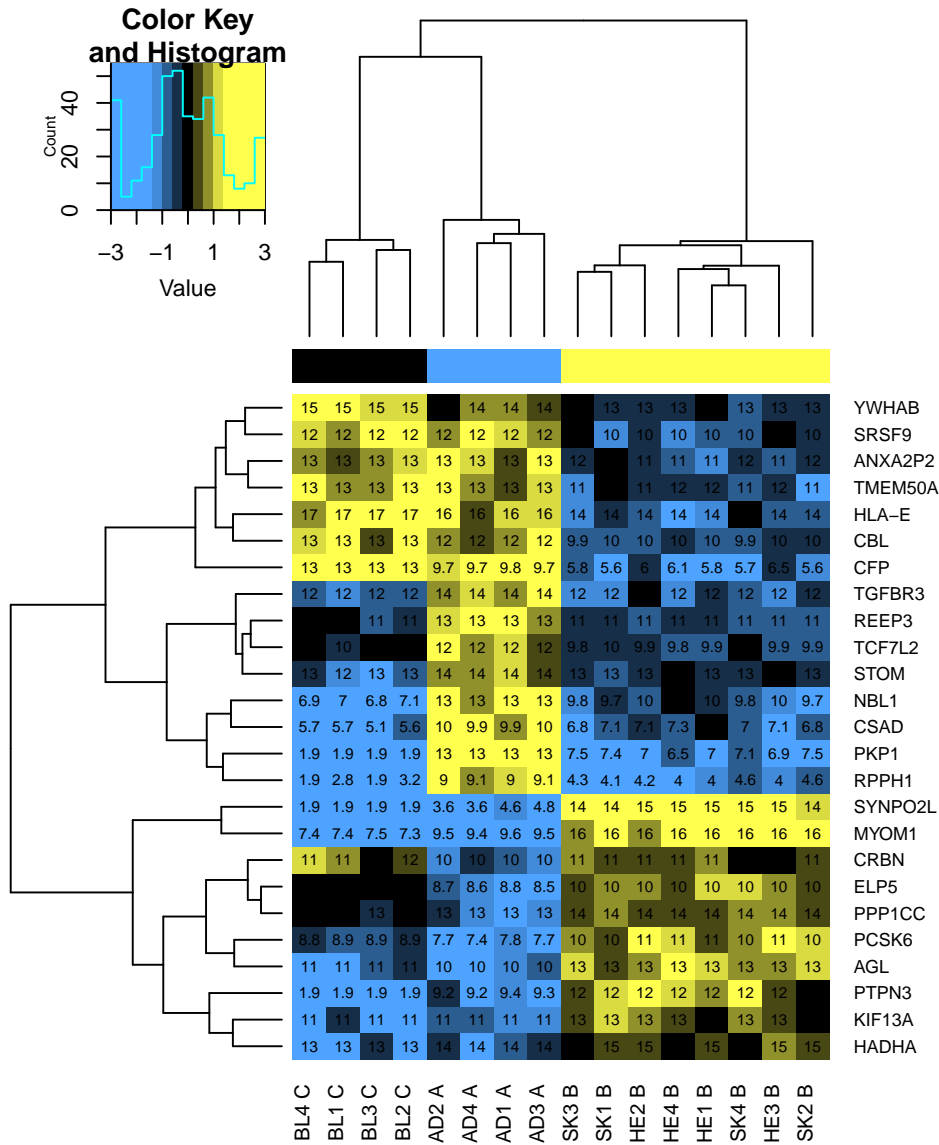 Color Key
and Histogram
Count
0 20 40
−3 −1 1 3
Value
15 15 15 15 14 14 14 13 13 13 13 13 13 YWHAB
12 12 12 12 12 12 12 12 10 10 10 10 10 10 SRSF9
13 13 13 13 13 13 13 13 12 11 11 11 12 11 12 ANXA2P2
13 13 13 13 13 13 13 13 11 11 12 12 11 12 11 TMEM50A
17 17 17 17 16 16 16 16 14 14 14 14 14 14 14 HLA−E
13 13 13 13 12 12 12 12 9.9 10 10 10 10 9.9 10 10 CBL
13 13 13 13 9.7 9.7 9.8 9.7 5.8 5.6 6 6.1 5.8 5.7 6.5 5.6 CFP
12 12 12 12 14 14 14 14 12 12 12 12 12 12 12 TGFBR3
11 11 13 13 13 13 11 11 11 11 11 11 11 11 REEP3
10 12 12 12 12 9.8 10 9.9 9.8 9.9 9.9 9.9 TCF7L2
13 12 13 13 14 14 14 14 13 13 13 13 13 13 STOM
6.9 7 6.8 7.1 13 13 13 13 9.8 9.7 10 10 9.8 10 9.7 NBL1
5.7 5.7 5.1 5.6 10 9.9 9.9 10 6.8 7.1 7.1 7.3 7 7.1 6.8 CSAD
1.9 1.9 1.9 1.9 13 13 13 13 7.5 7.4 7 6.5 7 7.1 6.9 7.5 PKP1
1.9 2.8 1.9 3.2 9 9.1 9 9.1 4.3 4.1 4.2 4 4 4.6 4 4.6 RPPH1
1.9 1.9 1.9 1.9 3.6 3.6 4.6 4.8 14 14 15 15 15 15 15 14 SYNPO2L
7.4 7.4 7.5 7.3 9.5 9.4 9.6 9.5 16 16 16 16 16 16 16 16 MYOM1
11 11 12 10 10 10 10 11 11 11 11 11 11 CRBN
8.7 8.6 8.8 8.5 10 10 10 10 10 10 10 10 ELP5
13 13 13 13 13 14 14 14 14 14 14 14 14 PPP1CC
8.8 8.9 8.9 8.9 7.7 7.4 7.8 7.7 10 10 11 11 11 10 11 10 PCSK6
11 11 11 11 10 10 10 10 13 13 13 13 13 13 13 13 AGL
1.9 1.9 1.9 1.9 9.2 9.2 9.4 9.3 12 12 12 12 12 12 12 PTPN3
11 11 11 11 11 11 11 11 13 13 13 13 13 13 KIF13A
13 13 13 13 14 14 14 14 15 15 15 15 15 HADHA
BL4 C
BL1 C
BL3 C
BL2 C
AD2 A
AD4 A
AD1 A
AD3 A
SK3 B
SK1 B
HE2 B
HE4 B
HE1 B
SK4 B
HE3 B
SK2 B